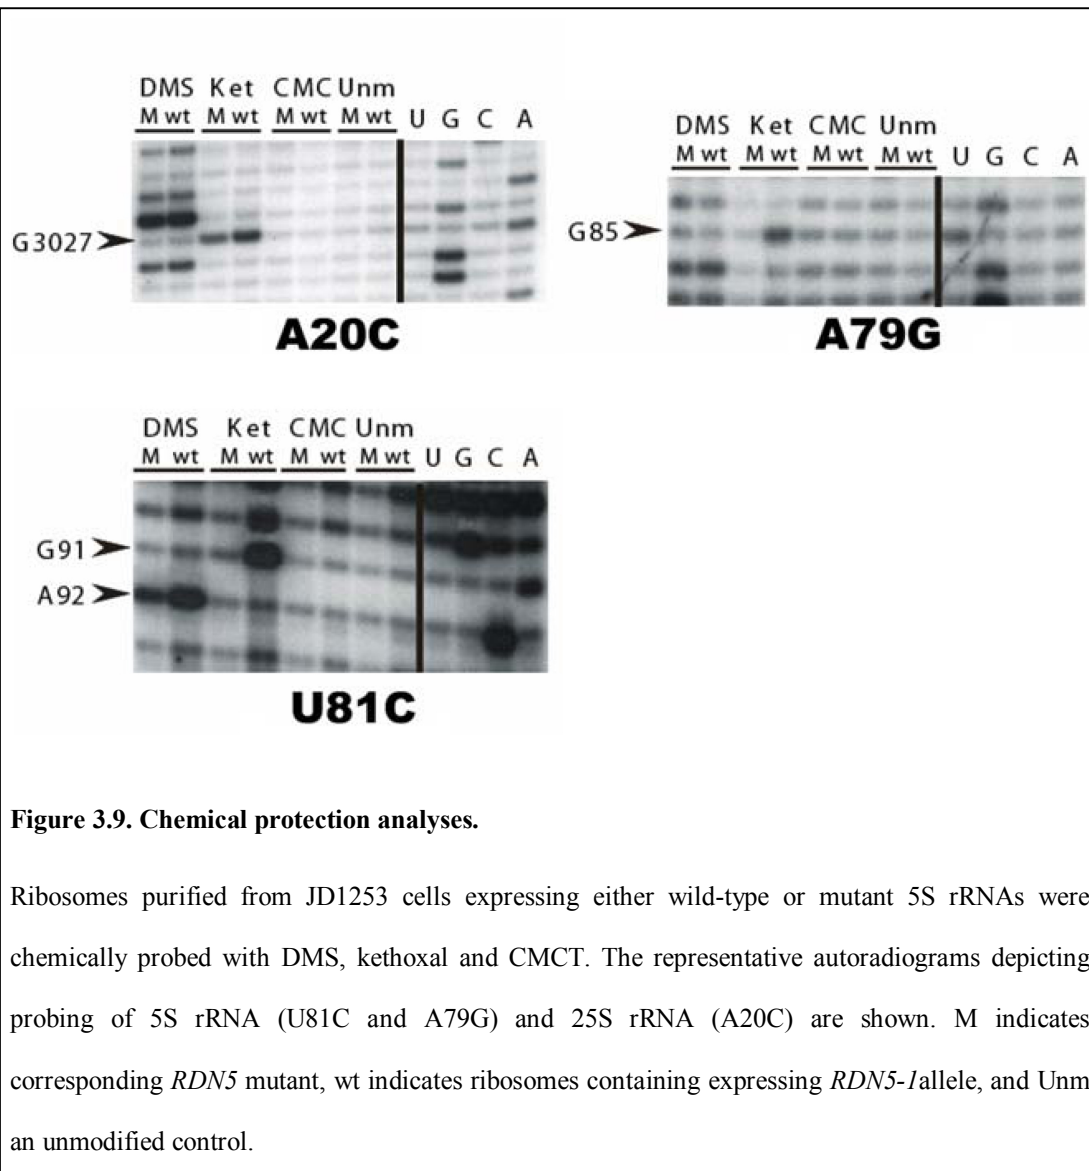 DMS Ket CMC Unm
M wt M wt M wt M wt U G C A
G3027
A20C
DMS Ket CMC Unm
M wt M wt M wt M wt U G C A
G85
A79G
DMS Ket CMC Unm
M wt M wt M wt M wt U G C A
G91
A92
U81C
Figure 3.9. Chemical protection analyses.
Ribosomes purified from JD1253 cells expressing either wild-type or mutant 5S rRNAs were
chemically probed with DMS, kethoxal and CMCT. The representative autoradiograms depicting
probing of 5S rRNA (U81C and A79G) and 25S rRNA (A20C) are shown. M indicates
corresponding RDN5 mutant, wt indicates ribosomes containing expressing RDN5-1allele, and Unm
an unmodified control.